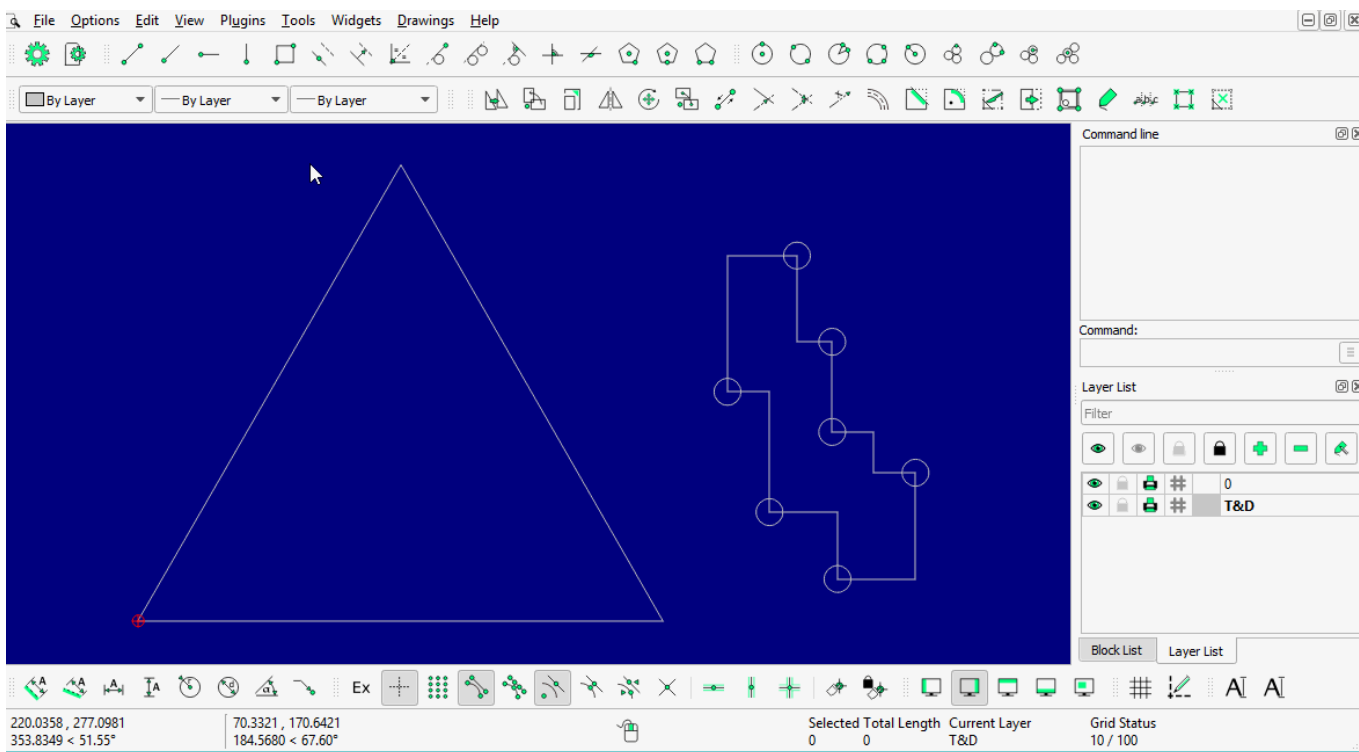 File Options Edit View Plugins Tools Widgets Drawings Help
By Layer By Layer By Layer
Command line
Command:
Layer List
Filter
0
T&D
Block List Layer List
Ex
220.0358 , 277.0981 70.3321 , 170.6421 Selected Total Length Current Layer Grid Status
353.8349 < 51.55° 184.5680 < 67.60° 0 0 T&D 10 / 100